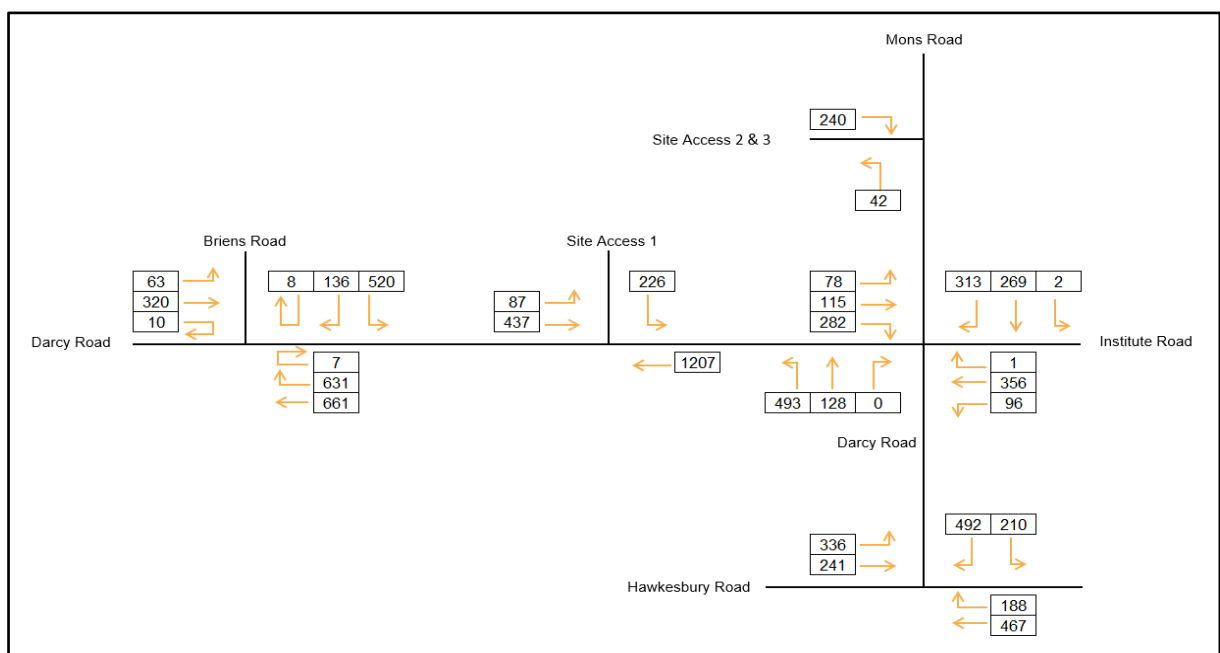 Mons Road
240
Site Access 2 & 3
42
Briens Road
Site Access 1
63
320
10
8 136 520
87
437
226
78
115
282
313 269 2
Darcy Road
Institute Road
7
631
661
1207
493 128 0
1
356
96
Darcy Road
492 210
336
241
Hawkesbury Road
188
467